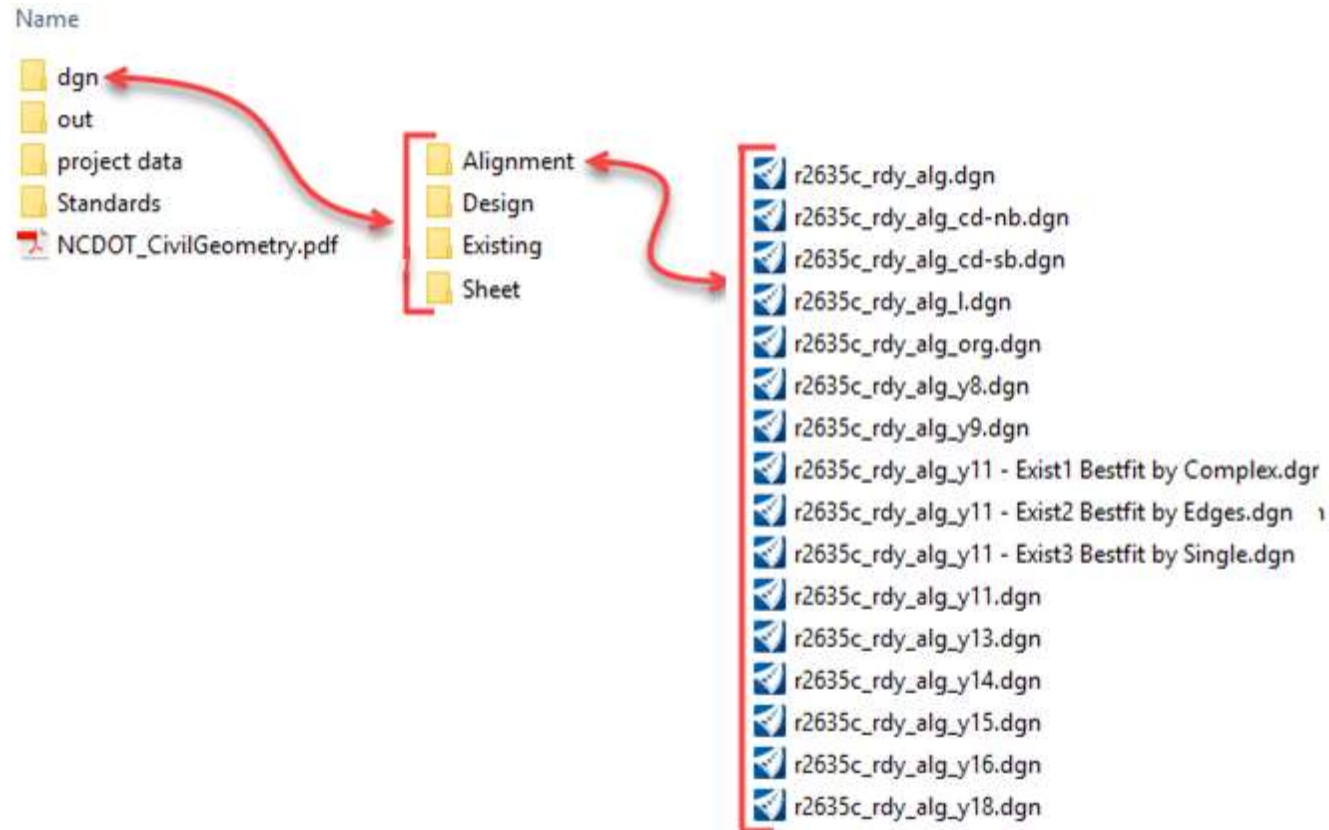 Name
dgn
out
project data
Standards
NCDOT_CivilGeometry.pdf
Alignment
Design
Existing
Sheet
r2635c_rdy_alg.dgn
r2635c_rdy_alg_cd-nb.dgn
r2635c_rdy_alg_cd-sb.dgn
r2635c_rdy_alg_l.dgn
r2635c_rdy_alg_org.dgn
r2635c_rdy_alg_y8.dgn
r2635c_rdy_alg_y9.dgn
r2635c_rdy_alg_y11 - Exist1 Bestfit by Complex.dgr
r2635c_rdy_alg_y11 - Exist2 Bestfit by Edges.dgn
r2635c_rdy_alg_y11 - Exist3 Bestfit by Single.dgn
r2635c_rdy_alg_y11.dgn
r2635c_rdy_alg_y13.dgn
r2635c_rdy_alg_y14.dgn
r2635c_rdy_alg_y15.dgn
r2635c_rdy_alg_y16.dgn
r2635c_rdy_alg_y18.dgn